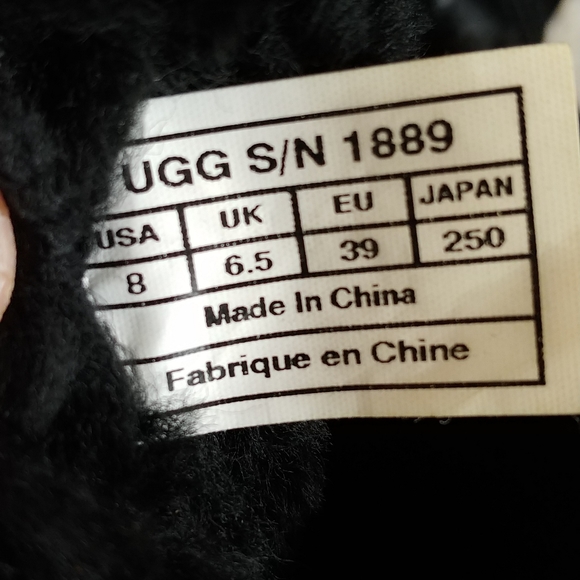 UGG S/N 1889
USA UK EU JAPAN
8 6.5 39 250
Made In China
Fabrique en Chine